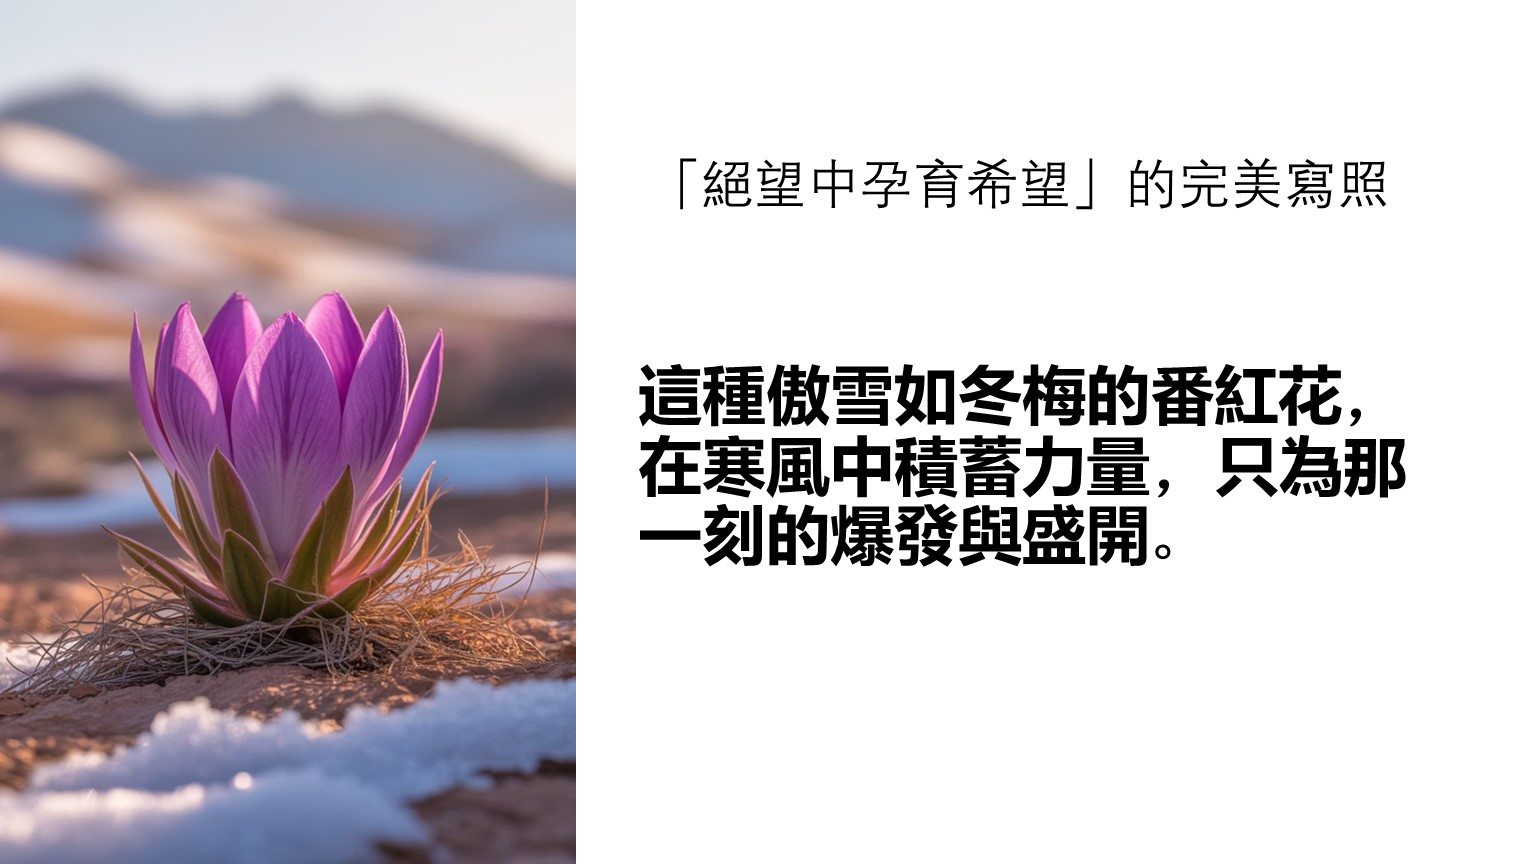 「絕望中孕育希望」的完美寫照
這種傲雪如冬梅的番紅花，
在寒風中積蓄力量，只為那
一刻的爆發與盛開。